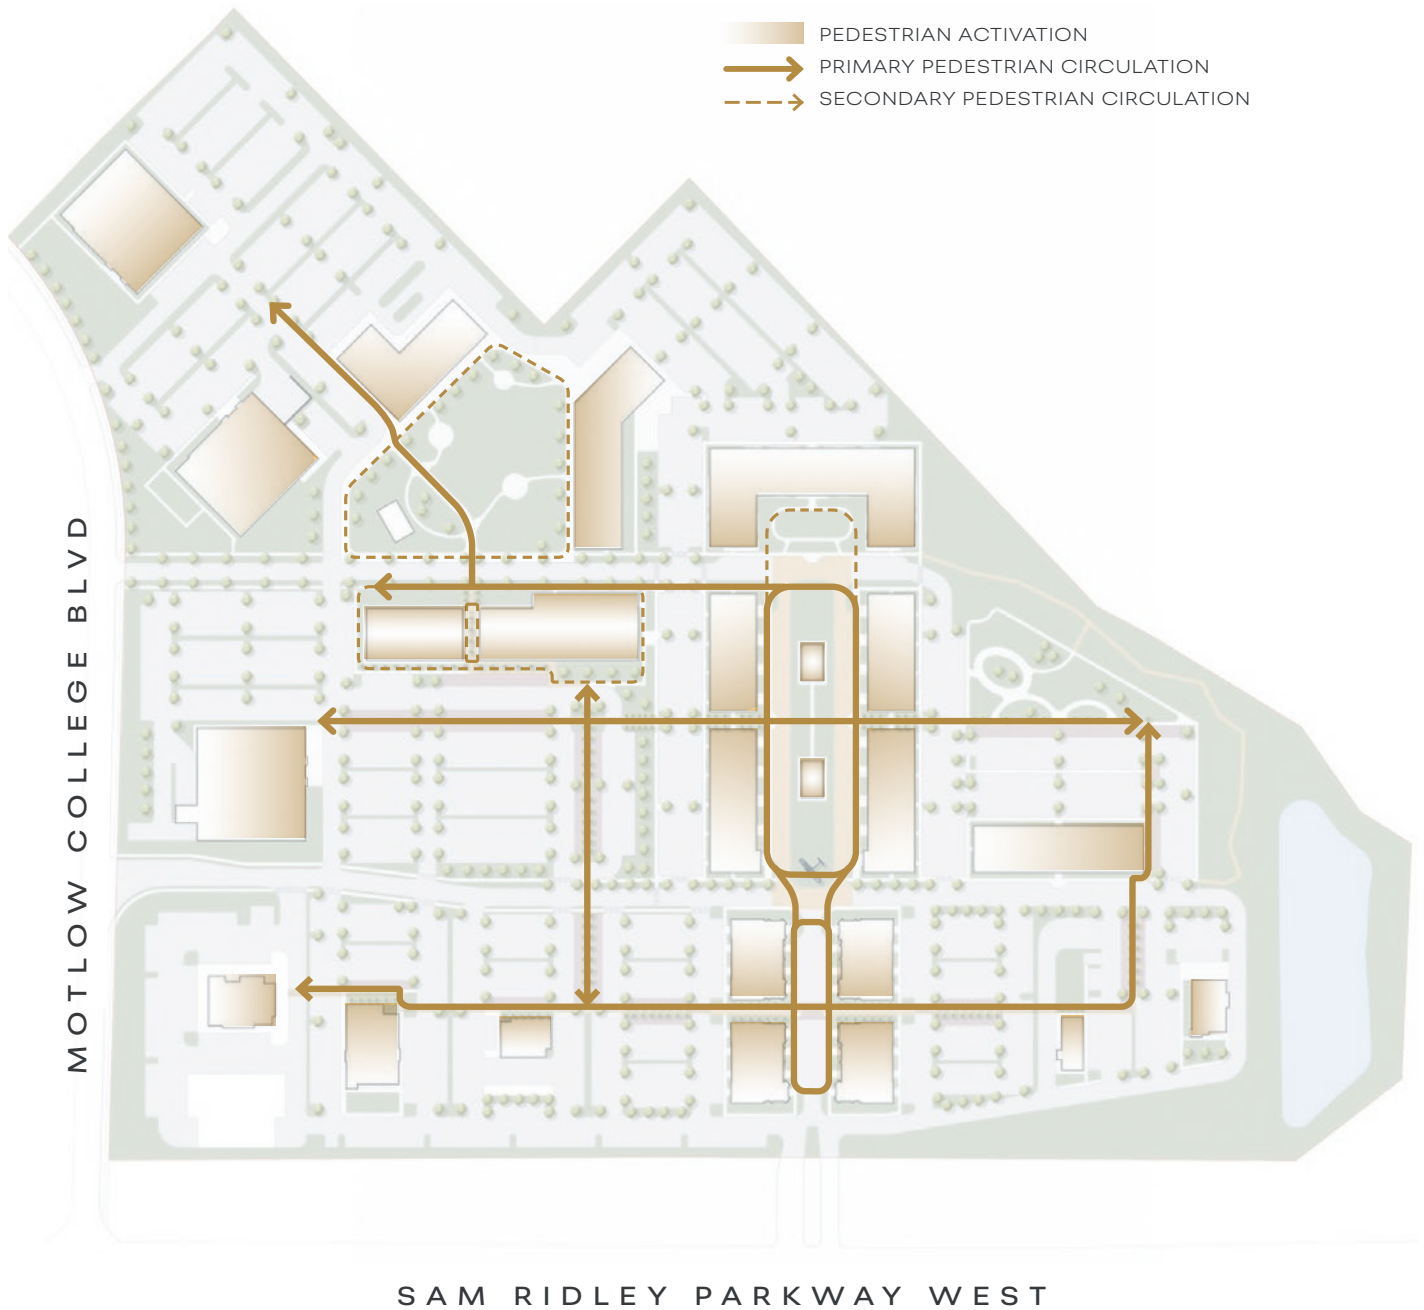 PEDESTRIAN ACTIVATION
PRIMARY PEDESTRIAN CIRCULATION
SECONDARY PEDESTRIAN CIRCULATION
MOTLOW COLLEGE BLVD
SAM RIDLEY PARKWAY WEST